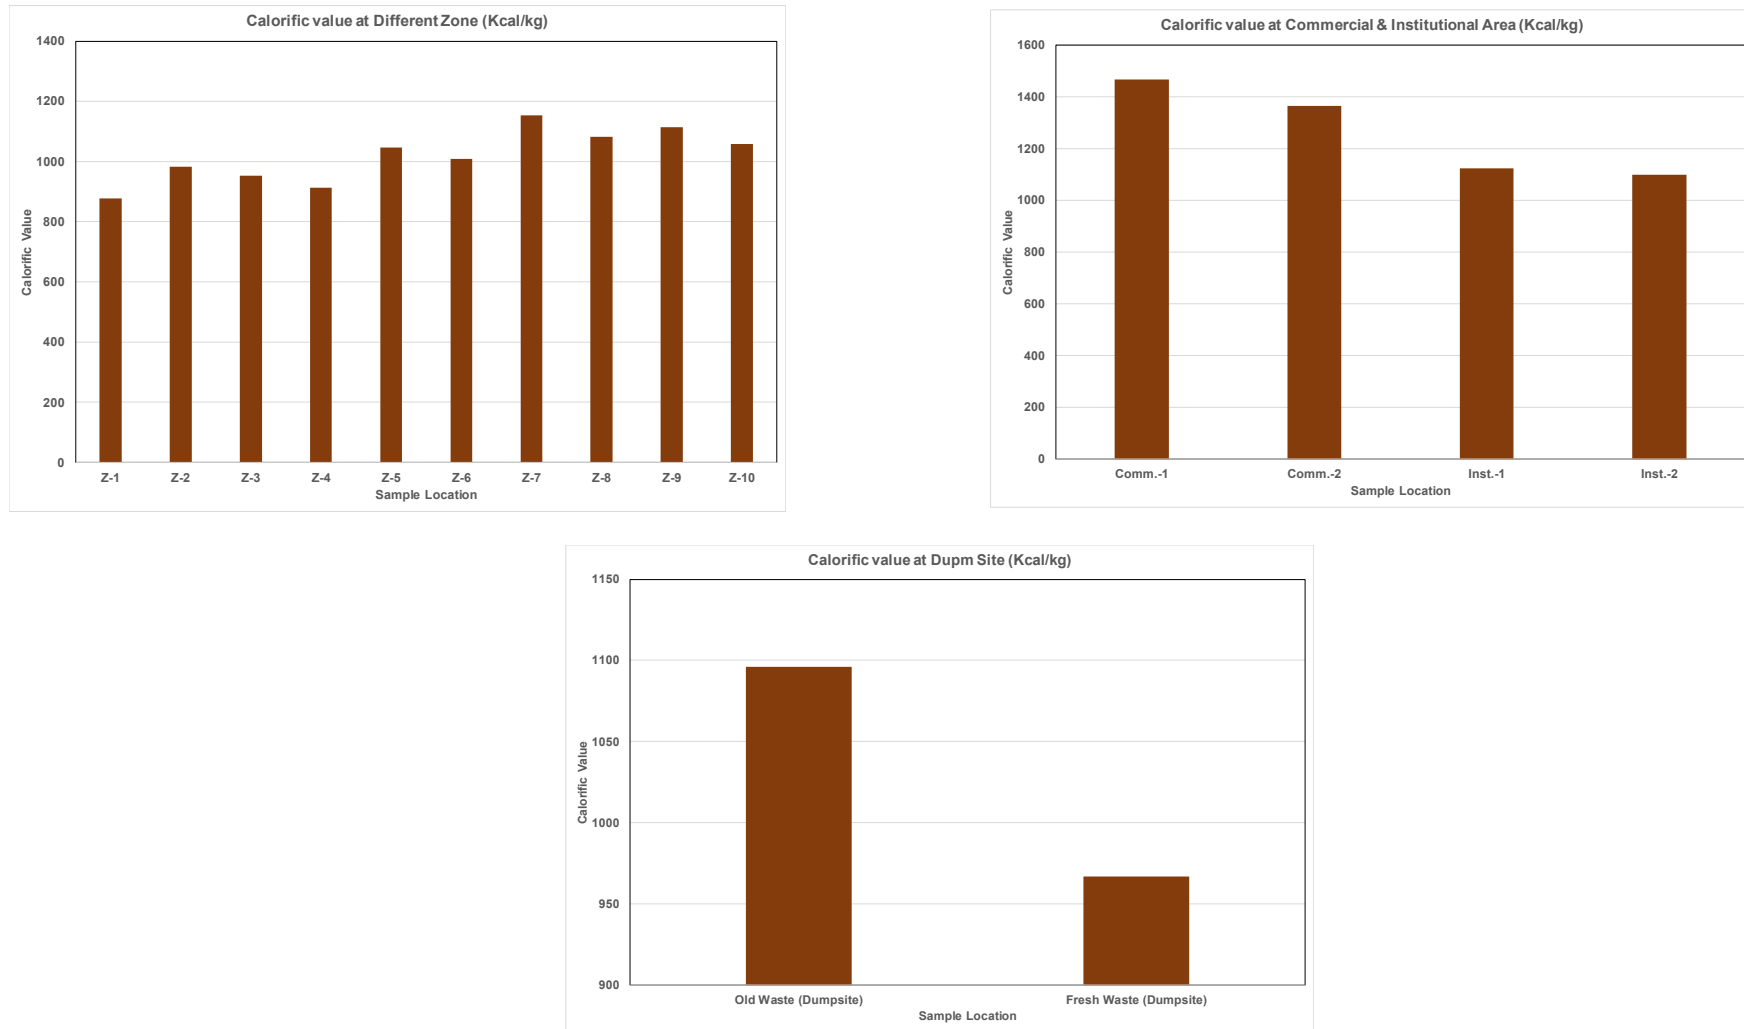 Calorific value at Different Zone (Kcal/kg)
1400
1200
1000
800
600
400
200
0
Calorific Value
Z-1 Z-2 Z-3 Z-4 Z-5 Z-6 Z-7 Z-8 Z-9 Z-10
Sample Location
Calorific value at Commercial & Institutional Area (Kcal/kg)
1600
1400
1200
1000
800
600
400
200
0
Calorific Value
Comm.-1 Comm.-2 Inst.-1 Inst.-2
Sample Location
Calorific value at Dupm Site (Kcal/kg)
1150
1100
1050
1000
950
900
Calorific Value
Old Waste (Dumpsite) Fresh Waste (Dumpsite)
Sample Location